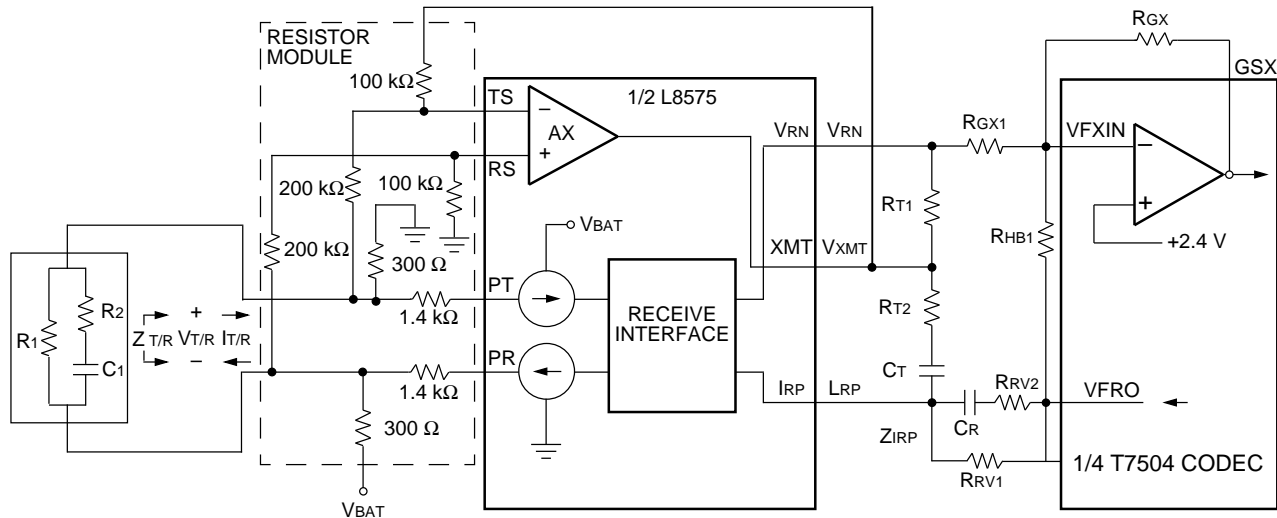 RESISTOR
MODULE
100 kΩ
RGX
GSX
TS
1/2 L8575
AX
−
+
RS
100 kΩ
200 kΩ
200 kΩ
300 Ω
VBAT
VRN
VRN
RGX1
VFXIN
−
+
+2.4 V
RT1
RHB1
XMT
VXMT
RT2
R1
R2
C1
Z T/R
+
VT/R
−
IT/R
PT
1.4 kΩ
RECEIVE
INTERFACE
PR
1.4 kΩ
300 Ω
VBAT
IRP
LRP
CT
CR
RRV2
VFRO
ZIRP
RRV1
1/4 T7504 CODEC